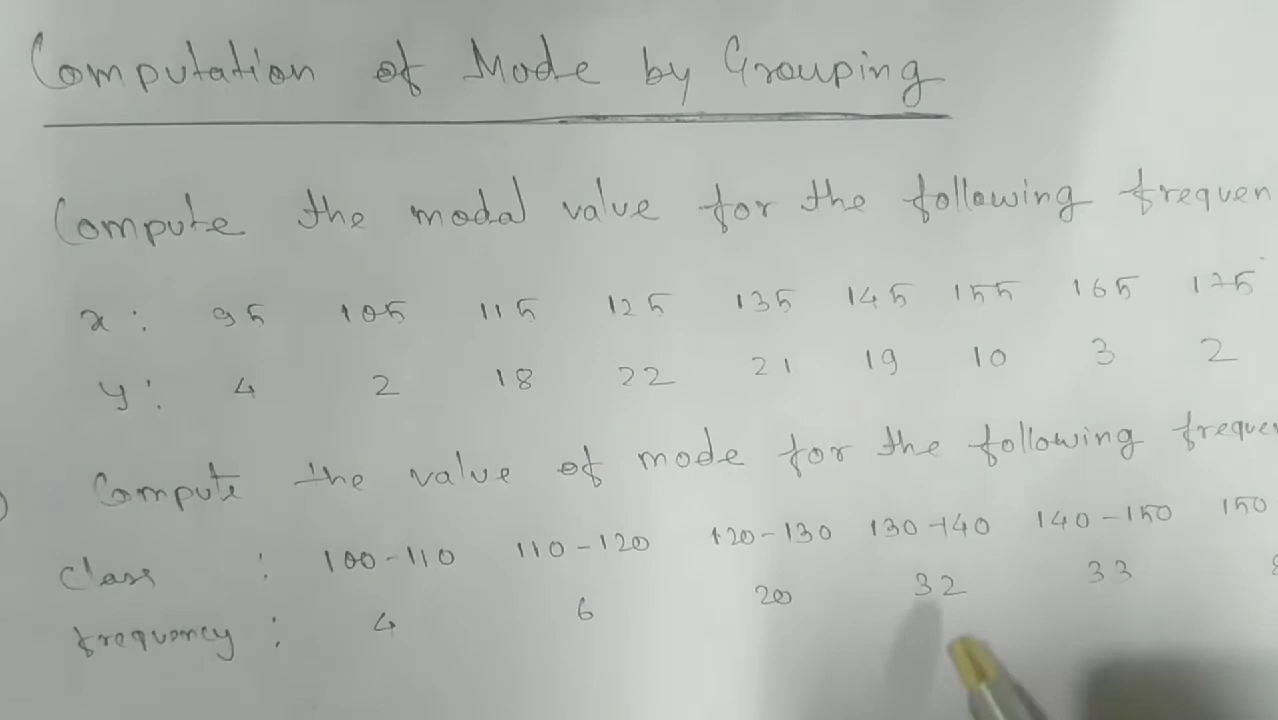 Computation of Mode by Grouping
Compute the modal value for the following frequen
x : 95 105 115 125 135 145 155 165 175
y : 4 2 18 22 21 19 10 3 2
) Compute the value of mode for the following freque
Class : 100-110 110-120 120-130 130-140 140-150 150
frequency : 4 6 20 32 33